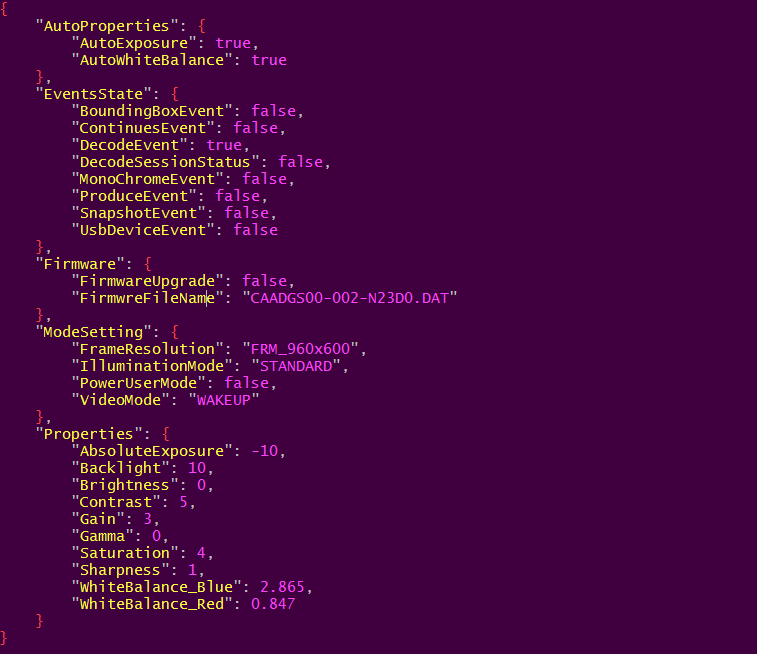 {
"AutoProperties": {
"AutoExposure": true,
"AutoWhiteBalance": true
},
"EventsState": {
"BoundingBoxEvent": false,
"ContinuesEvent": false,
"DecodeEvent": true,
"DecodeSessionStatus": false,
"MonoChromeEvent": false,
"ProduceEvent": false,
"SnapshotEvent": false,
"UsbDeviceEvent": false
},
"Firmware": {
"FirmwareUpgrade": false,
"FirmwreFileName": "CAADGS00-002-N23D0.DAT"
},
"ModeSetting": {
"FrameResolution": "FRM_960x600",
"IlluminationMode": "STANDARD",
"PowerUserMode": false,
"VideoMode": "WAKEUP"
},
"Properties": {
"AbsoluteExposure": -10,
"Backlight": 10,
"Brightness": 0,
"Contrast": 5,
"Gain": 3,
"Gamma": 0,
"Saturation": 4,
"Sharpness": 1,
"WhiteBalance_Blue": 2.865,
"WhiteBalance_Red": 0.847
}
}